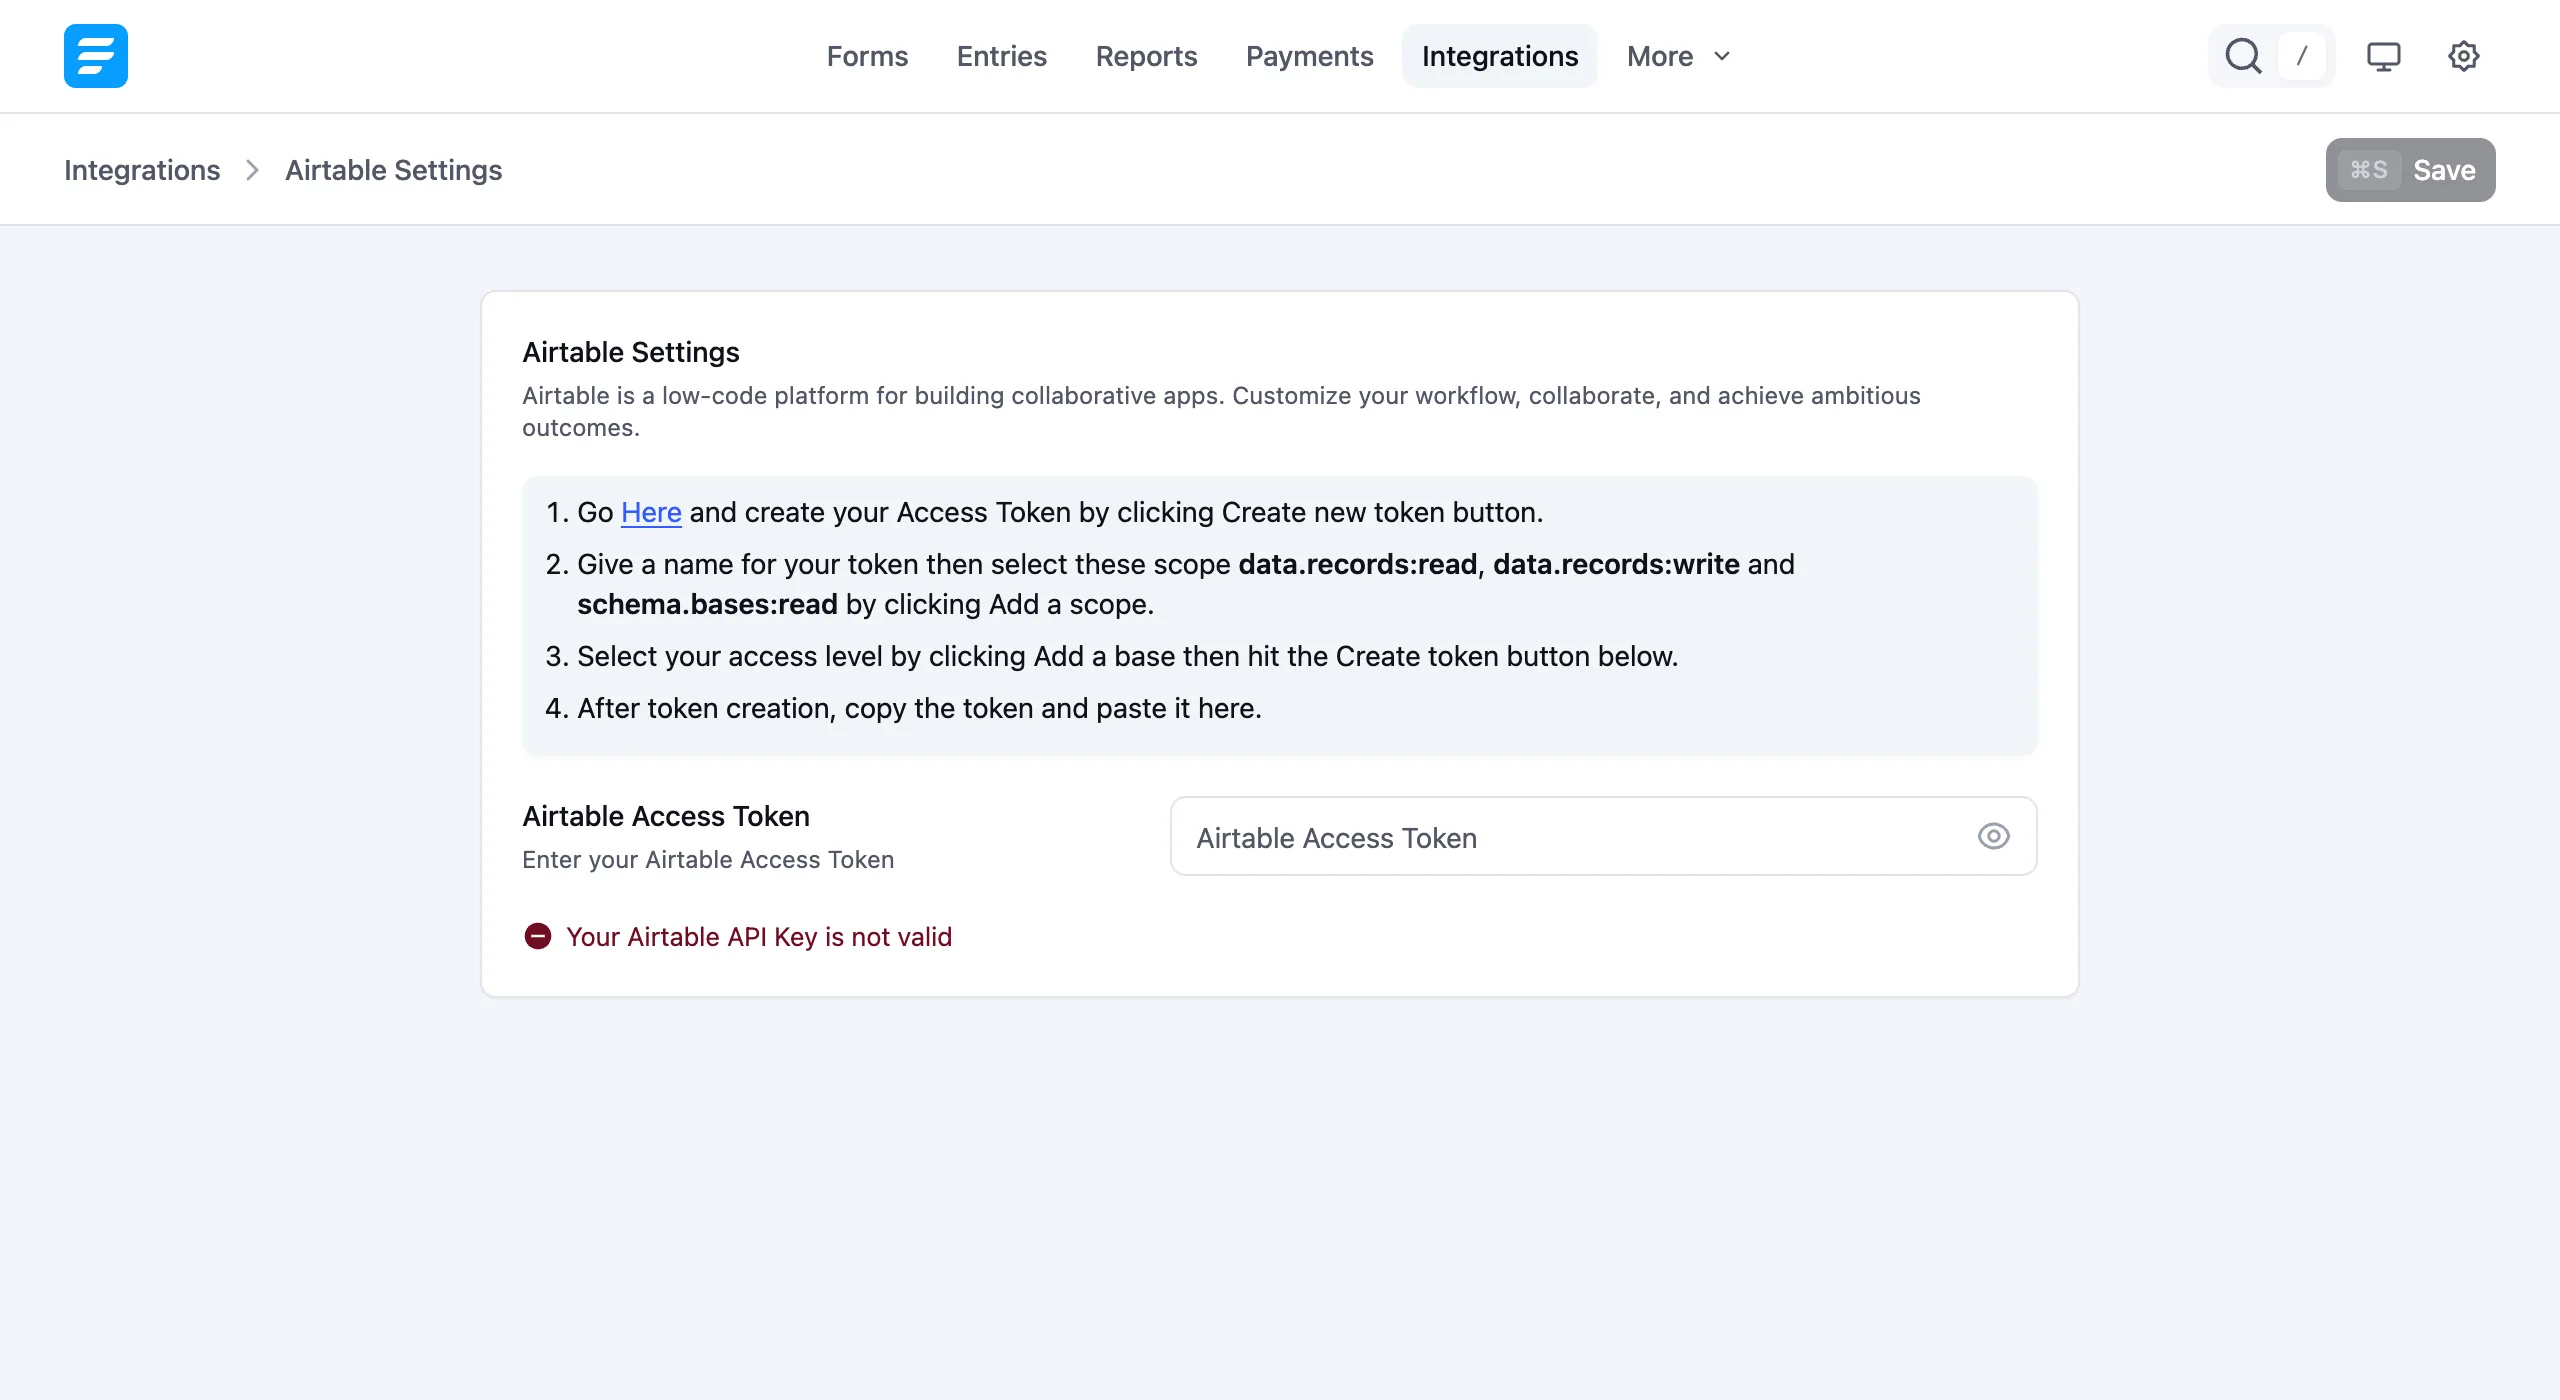 Forms Entries Reports Payments Integrations More /
Integrations Airtable Settings ⌘S Save
Airtable Settings
Airtable is a low-code platform for building collaborative apps. Customize your workflow, collaborate, and achieve ambitious
outcomes.
1. Go Here and create your Access Token by clicking Create new token button.
2. Give a name for your token then select these scope data.records:read, data.records:write and
schema.bases:read by clicking Add a scope.
3. Select your access level by clicking Add a base then hit the Create token button below.
4. After token creation, copy the token and paste it here.
Airtable Access Token
Enter your Airtable Access Token
Airtable Access Token
Your Airtable API Key is not valid